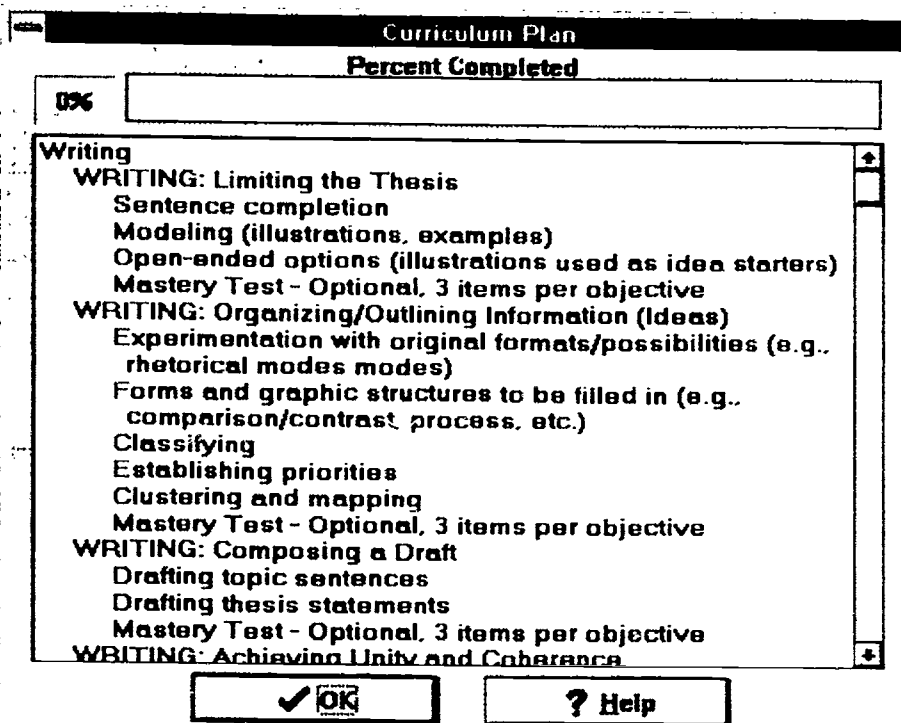 Curriculum Plan
Percent Completed
0%
Writing
WRITING: Limiting the Thesis
Sentence completion
Modeling (illustrations, examples)
Open-ended options (illustrations used as idea starters)
Mastery Test - Optional, 3 items per objective
WRITING: Organizing/Outlining Information (Ideas)
Experimentation with original formats/possibilities (e.g.,
rhetorical modes modes)
Forms and graphic structures to be filled in (e.g.,
comparison/contrast, process, etc.)
Classifying
Establishing priorities
Clustering and mapping
Mastery Test - Optional, 3 items per objective
WRITING: Composing a Draft
Drafting topic sentences
Drafting thesis statements
Mastery Test - Optional, 3 items per objective
WRITING: Achieving Unity and Coherence
OK
? Help